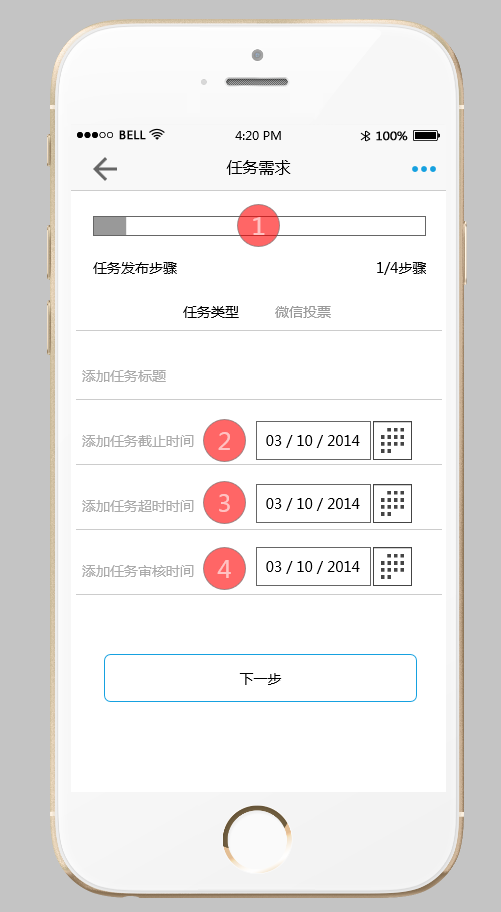 BELL 4:20 PM 100%
任务需求
1
任务发布步骤 1/4步骤
任务类型 微信投票
添加任务标题
添加任务截止时间 2 03 / 10 / 2014
添加任务超时时间 3 03 / 10 / 2014
添加任务审核时间 4 03 / 10 / 2014
下一步